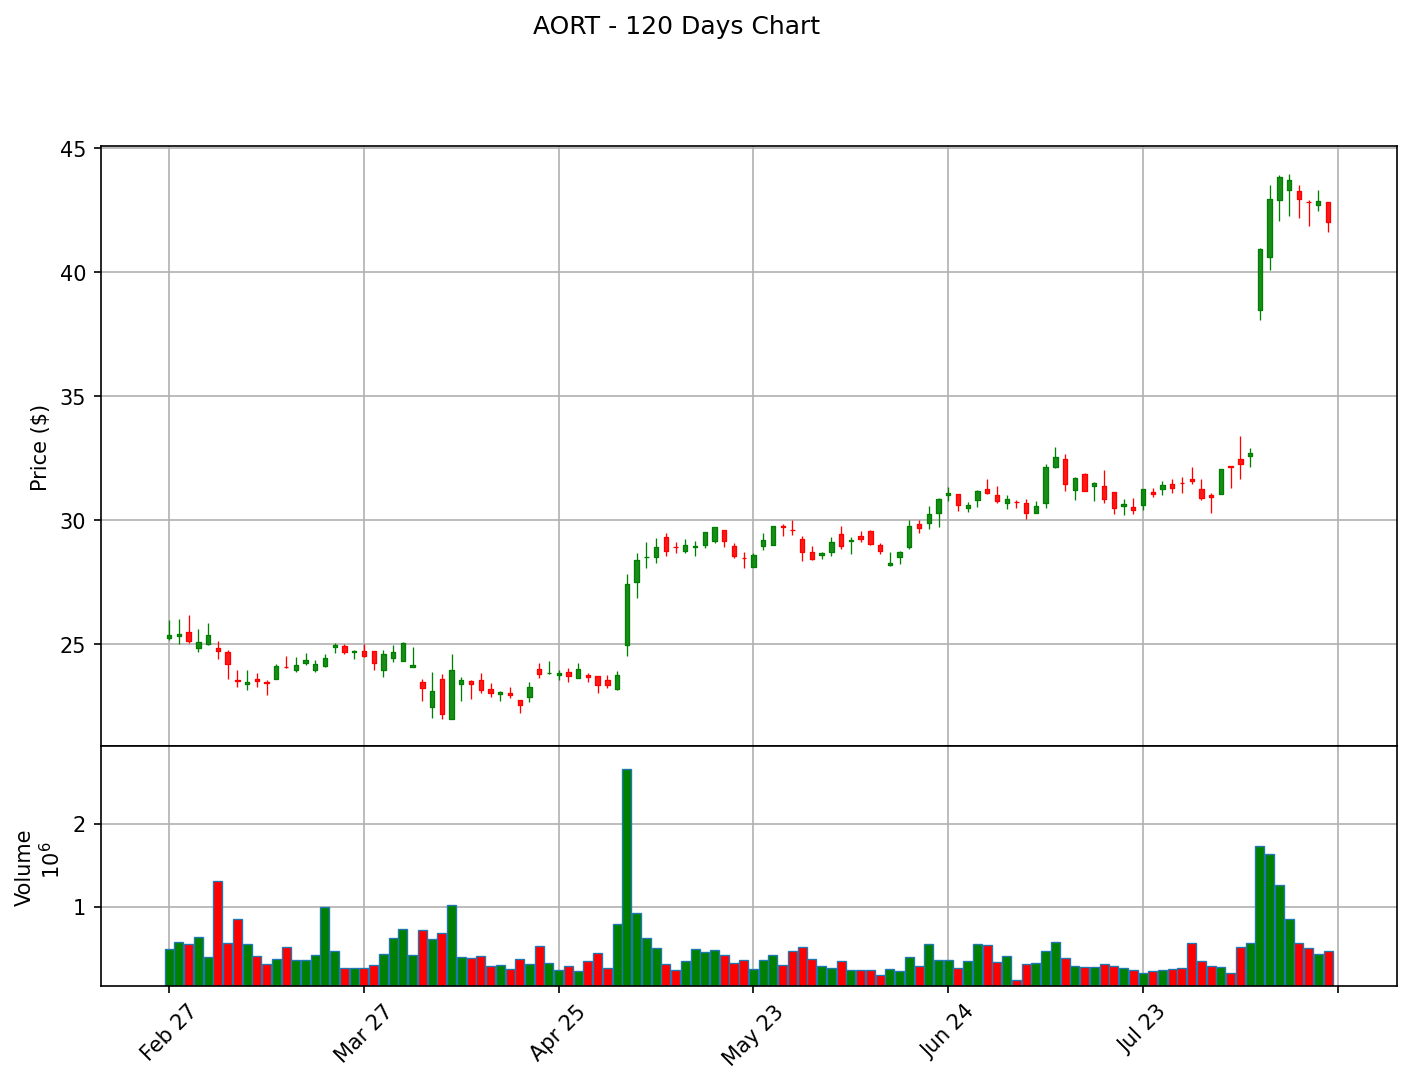 AORT - 120 Days Chart
Price ($)
45
40
35
30
25
Volume
10^6
2
1
Feb 27
Mar 27
Apr 25
May 23
Jun 24
Jul 23